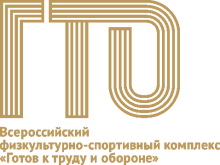 ГТО
Всероссийский
физкультурно-спортивный комплекс
«Готов к труду и обороне»